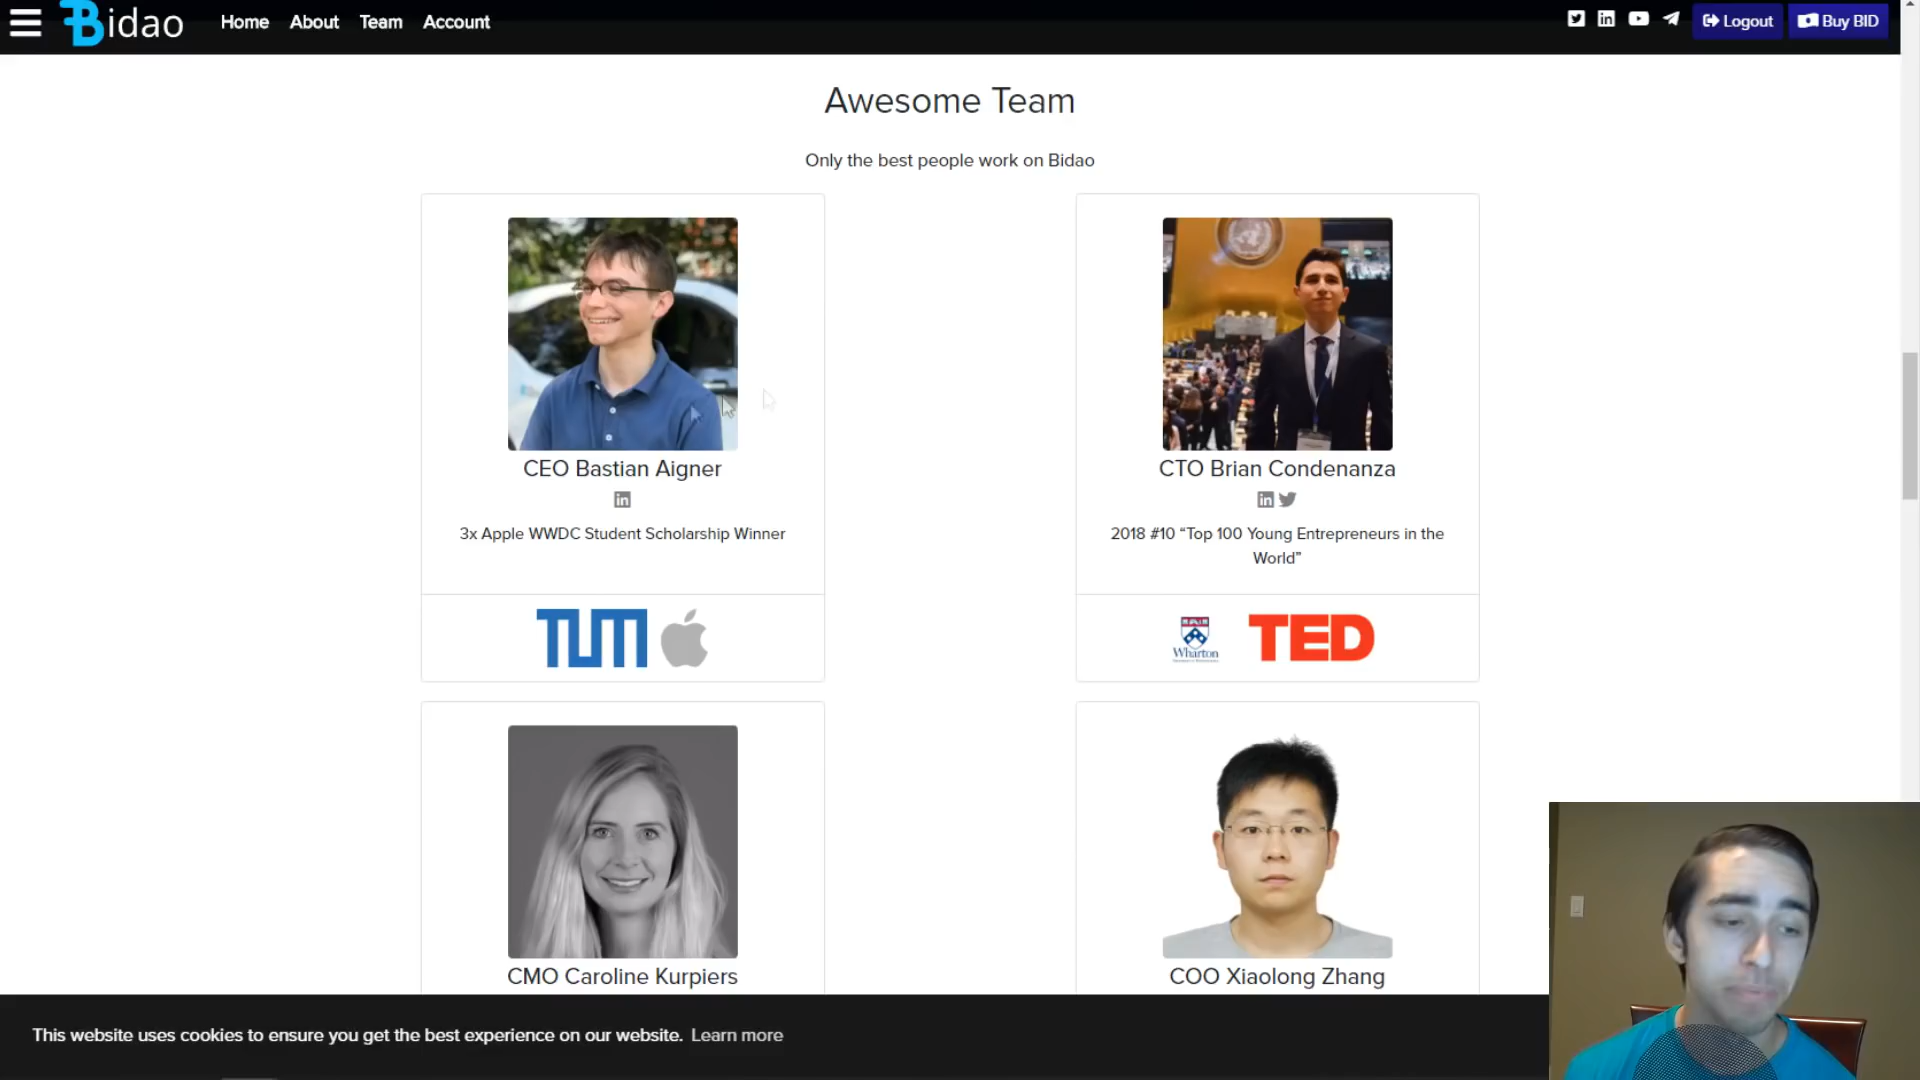 Bidao Home About Team Account Logout Buy BID
Awesome Team
Only the best people work on Bidao
CEO Bastian Aigner
3x Apple WWDC Student Scholarship Winner
TUM
CTO Brian Condenanza
2018 #10 “Top 100 Young Entrepreneurs in the
World”
Wharton
TED
CMO Caroline Kurpiers
COO Xiaolong Zhang
This website uses cookies to ensure you get the best experience on our website. Learn more